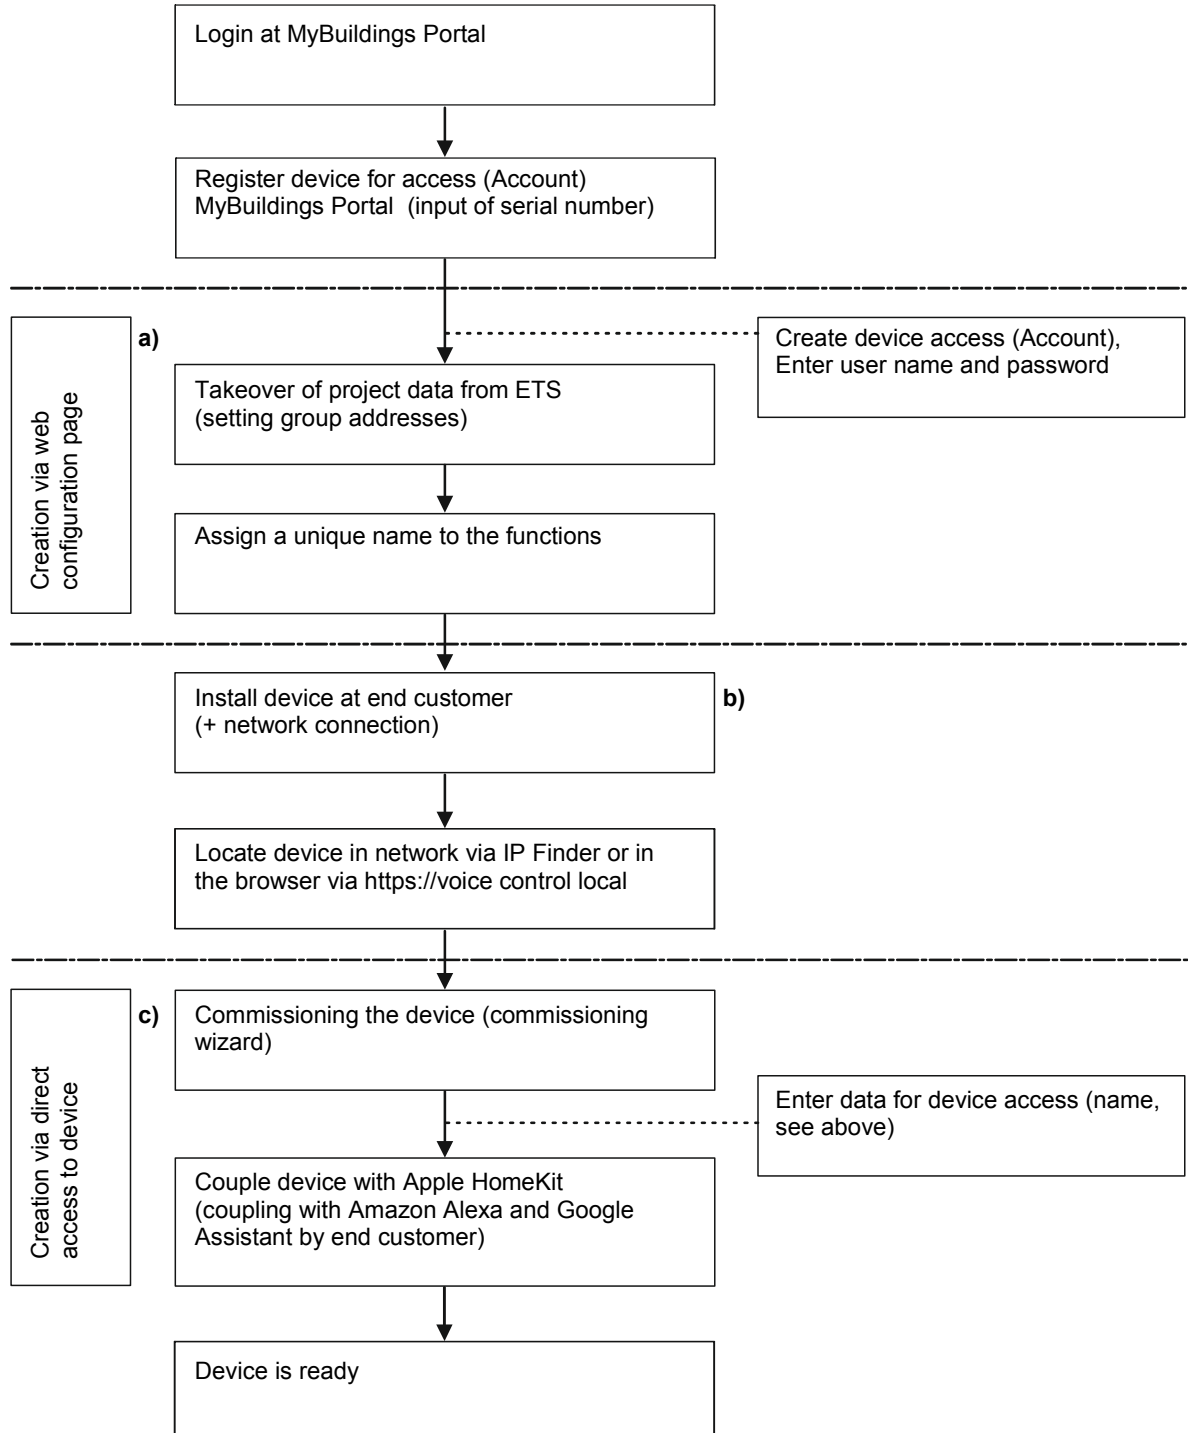 Login at MyBuildings Portal
Register device for access (Account)
MyBuildings Portal  (input of serial number)
Creation via web
configuration page
a)
Create device access (Account),
Enter user name and password
Takeover of project data from ETS
(setting group addresses)
Assign a unique name to the functions
Install device at end customer
(+ network connection)
b)
Locate device in network via IP Finder or in
the browser via https://voice control local
Creation via direct
access to device
c)
Commissioning the device (commissioning
wizard)
Enter data for device access (name,
see above)
Couple device with Apple HomeKit
(coupling with Amazon Alexa and Google
Assistant by end customer)
Device is ready